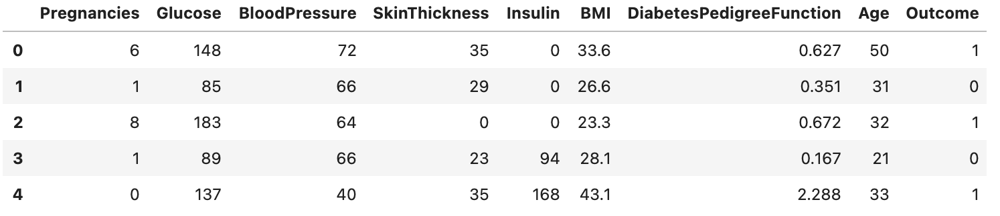 Pregnancies Glucose BloodPressure SkinThickness Insulin BMI DiabetesPedigreeFunction Age Outcome
0 6 148 72 35 0 33.6 0.627 50 1
1 1 85 66 29 0 26.6 0.351 31 0
2 8 183 64 0 0 23.3 0.672 32 1
3 1 89 66 23 94 28.1 0.167 21 0
4 0 137 40 35 168 43.1 2.288 33 1